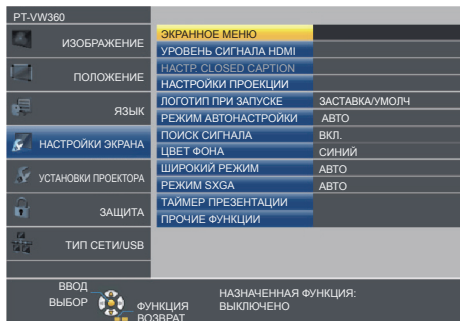 PT-VW360
ИЗОБРАЖЕНИЕ
ПОЛОЖЕНИЕ
ЯЗЫК
НАСТРОЙКИ ЭКРАНА
УСТАНОВКИ ПРОЕКТОРА
ЗАЩИТА
ТИП СЕТИ/USB
ЭКРАННОЕ МЕНЮ
УРОВЕНЬ СИГНАЛА HDMI
НАСТР. CLOSED CAPTION
НАСТРОЙКИ ПРОЕКЦИИ
ЛОГОТИП ПРИ ЗАПУСКЕ ЗАСТАВКА/УМОЛЧ
РЕЖИМ АВТОНАСТРОЙКИ АВТО
ПОИСК СИГНАЛА ВКЛ.
ЦВЕТ ФОНА СИНИЙ
ШИРОКИЙ РЕЖИМ АВТО
РЕЖИМ SXGA АВТО
ТАЙМЕР ПРЕЗЕНТАЦИИ
ПРОЧИЕ ФУНКЦИИ
ВВОД
ВЫБОР
ФУНКЦИЯ
ВОЗВРАТ
НАЗНАЧЕННАЯ ФУНКЦИЯ:
ВЫКЛЮЧЕНО